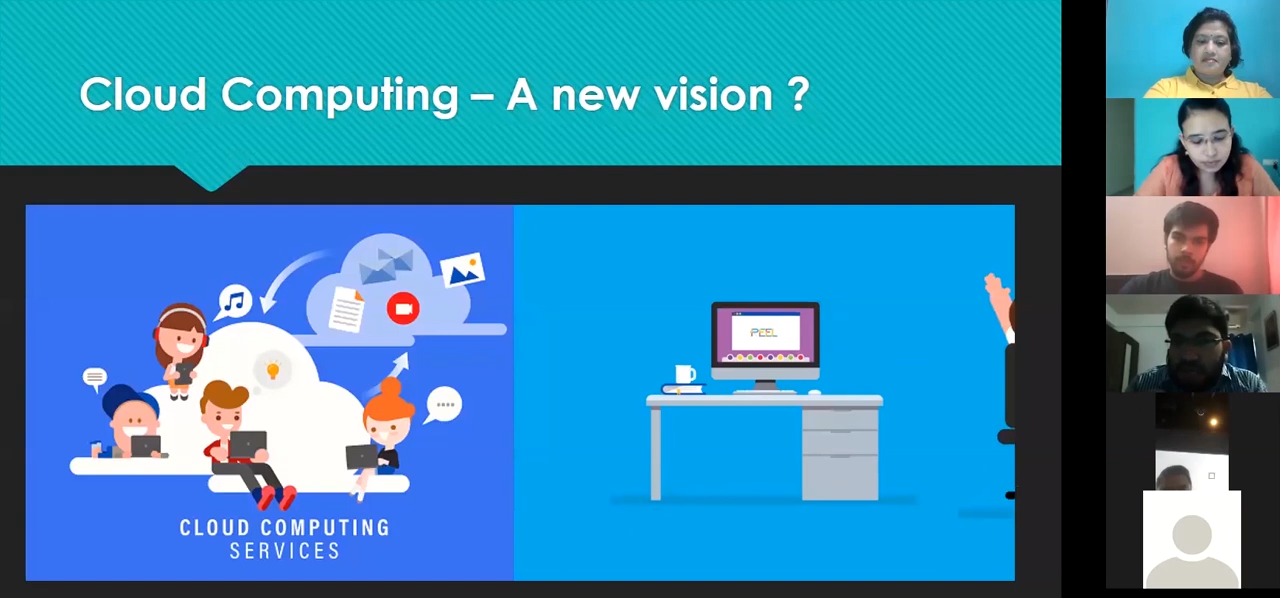 Cloud Computing – A new vision ?
PEEL
CLOUD COMPUTING
SERVICES